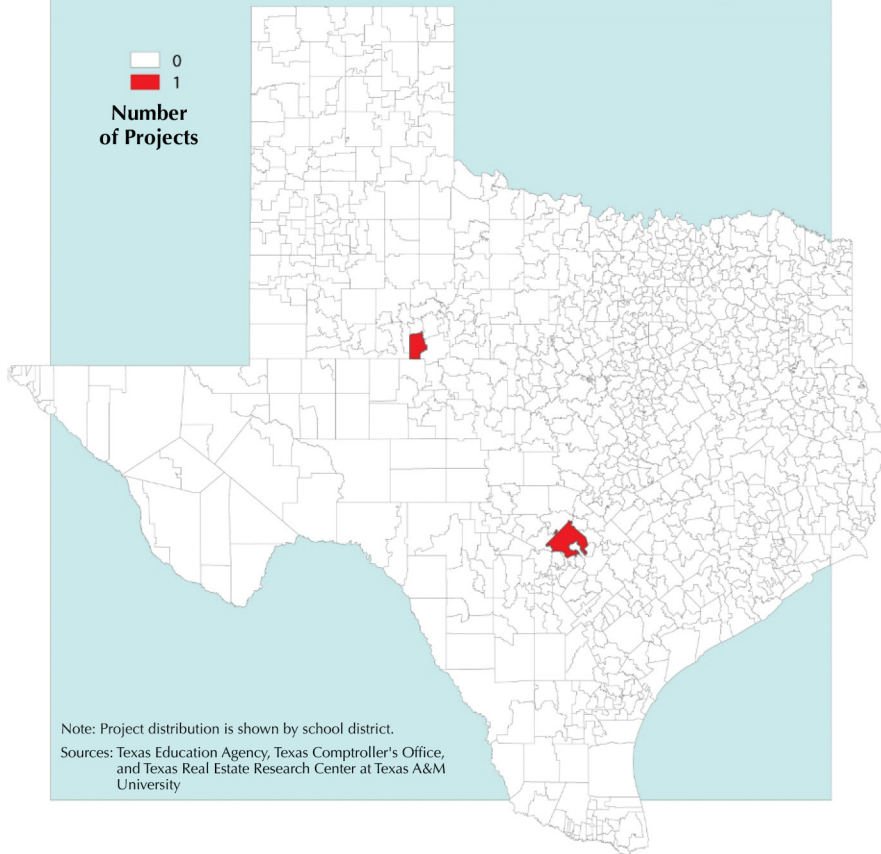 0
1
Number
of Projects
Note: Project distribution is shown by school district.
Sources: Texas Education Agency, Texas Comptroller's Office,
and Texas Real Estate Research Center at Texas A&M
University